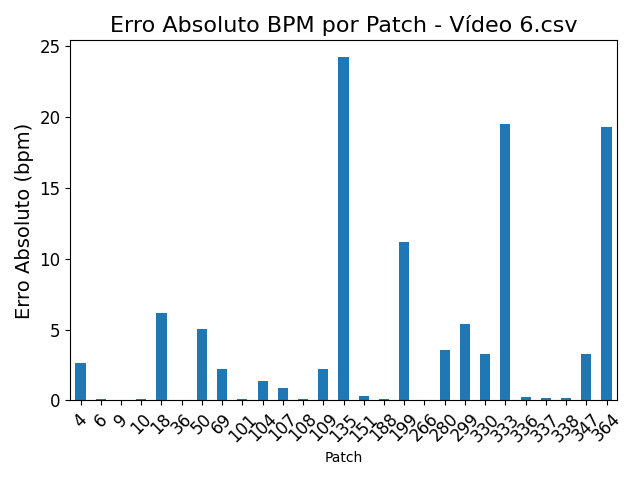 Erro Absoluto BPM por Patch - Vídeo 6.csv
Erro Absoluto (bpm)
25
20
15
10
5
0
4 6 9 10 18 36 50 69 101 104 107 108 109 135 151 188 199 266 280 299 330 333 336 337 338 347 364
Patch